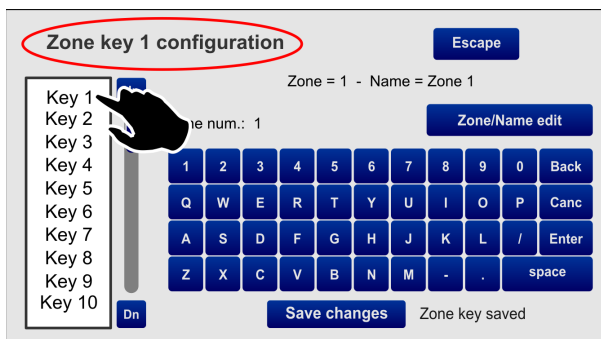 Zone key 1 configuration
Escape
Zone = 1 - Name = Zone 1
Key 1
Key 2
Key 3
Key 4
Key 5
Key 6
Key 7
Key 8
Key 9
Key 10
Dn
num.: 1
Zone/Name edit
1 2 3 4 5 6 7 8 9 0 Back
Q W E R T Y U I O P Canc
A S D F G H J K L / Enter
Z X C V B N M - . space
Save changes
Zone key saved